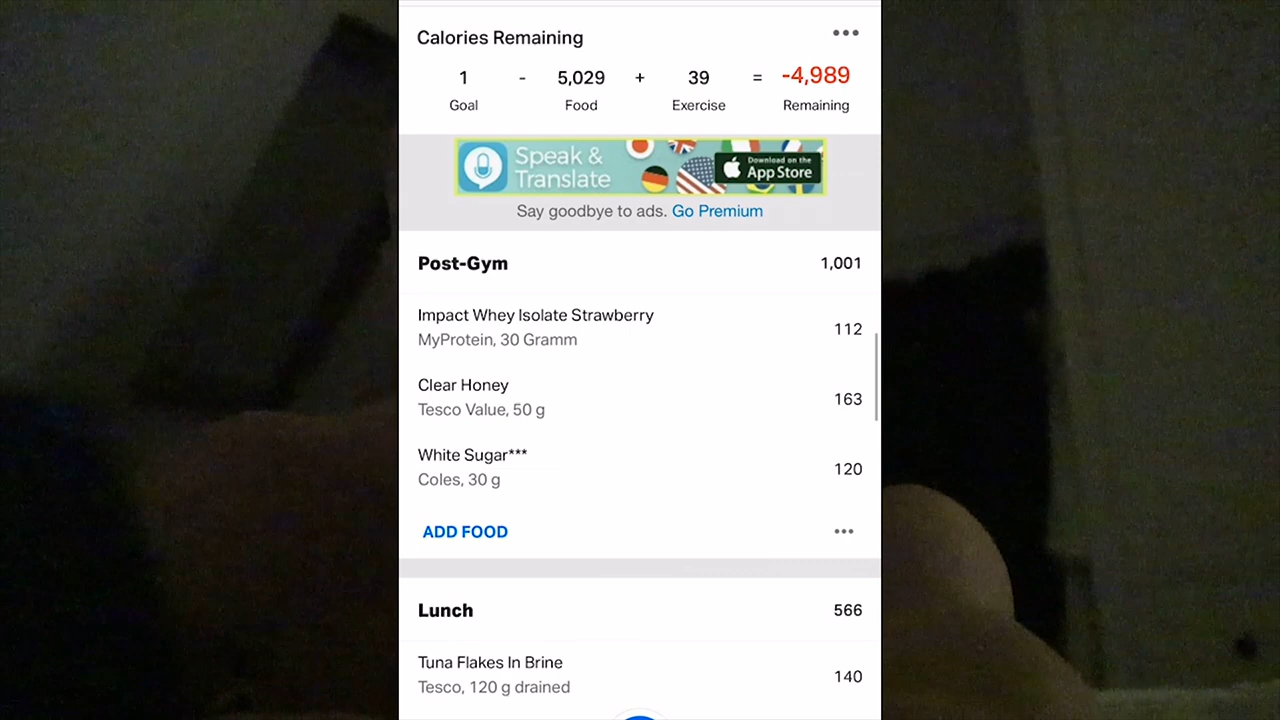 Calories Remaining
1 - 5,029 + 39 = -4,989
Goal Food Exercise Remaining
Speak &
Translate
Download on the
App Store
Say goodbye to ads. Go Premium
Post-Gym 1,001
Impact Whey Isolate Strawberry
MyProtein, 30 Gramm
112
Clear Honey
Tesco Value, 50 g
163
White Sugar***
Coles, 30 g
120
ADD FOOD
Lunch 566
Tuna Flakes In Brine
Tesco, 120 g drained
140